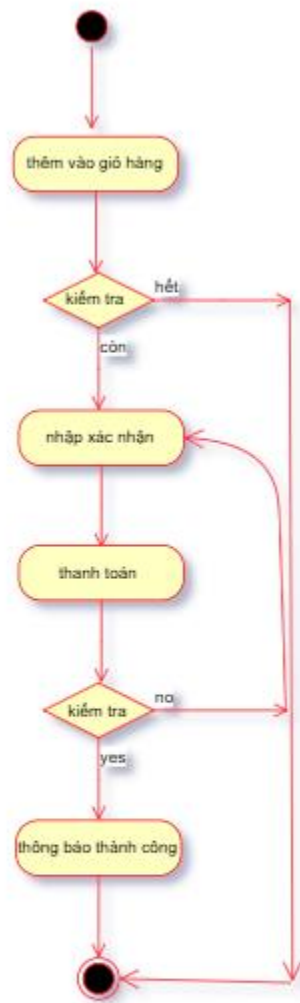 thêm vào giỏ hàng
kiểm tra
hết
còn
nhập xác nhận
thanh toán
kiểm tra
no
yes
thông báo thành công